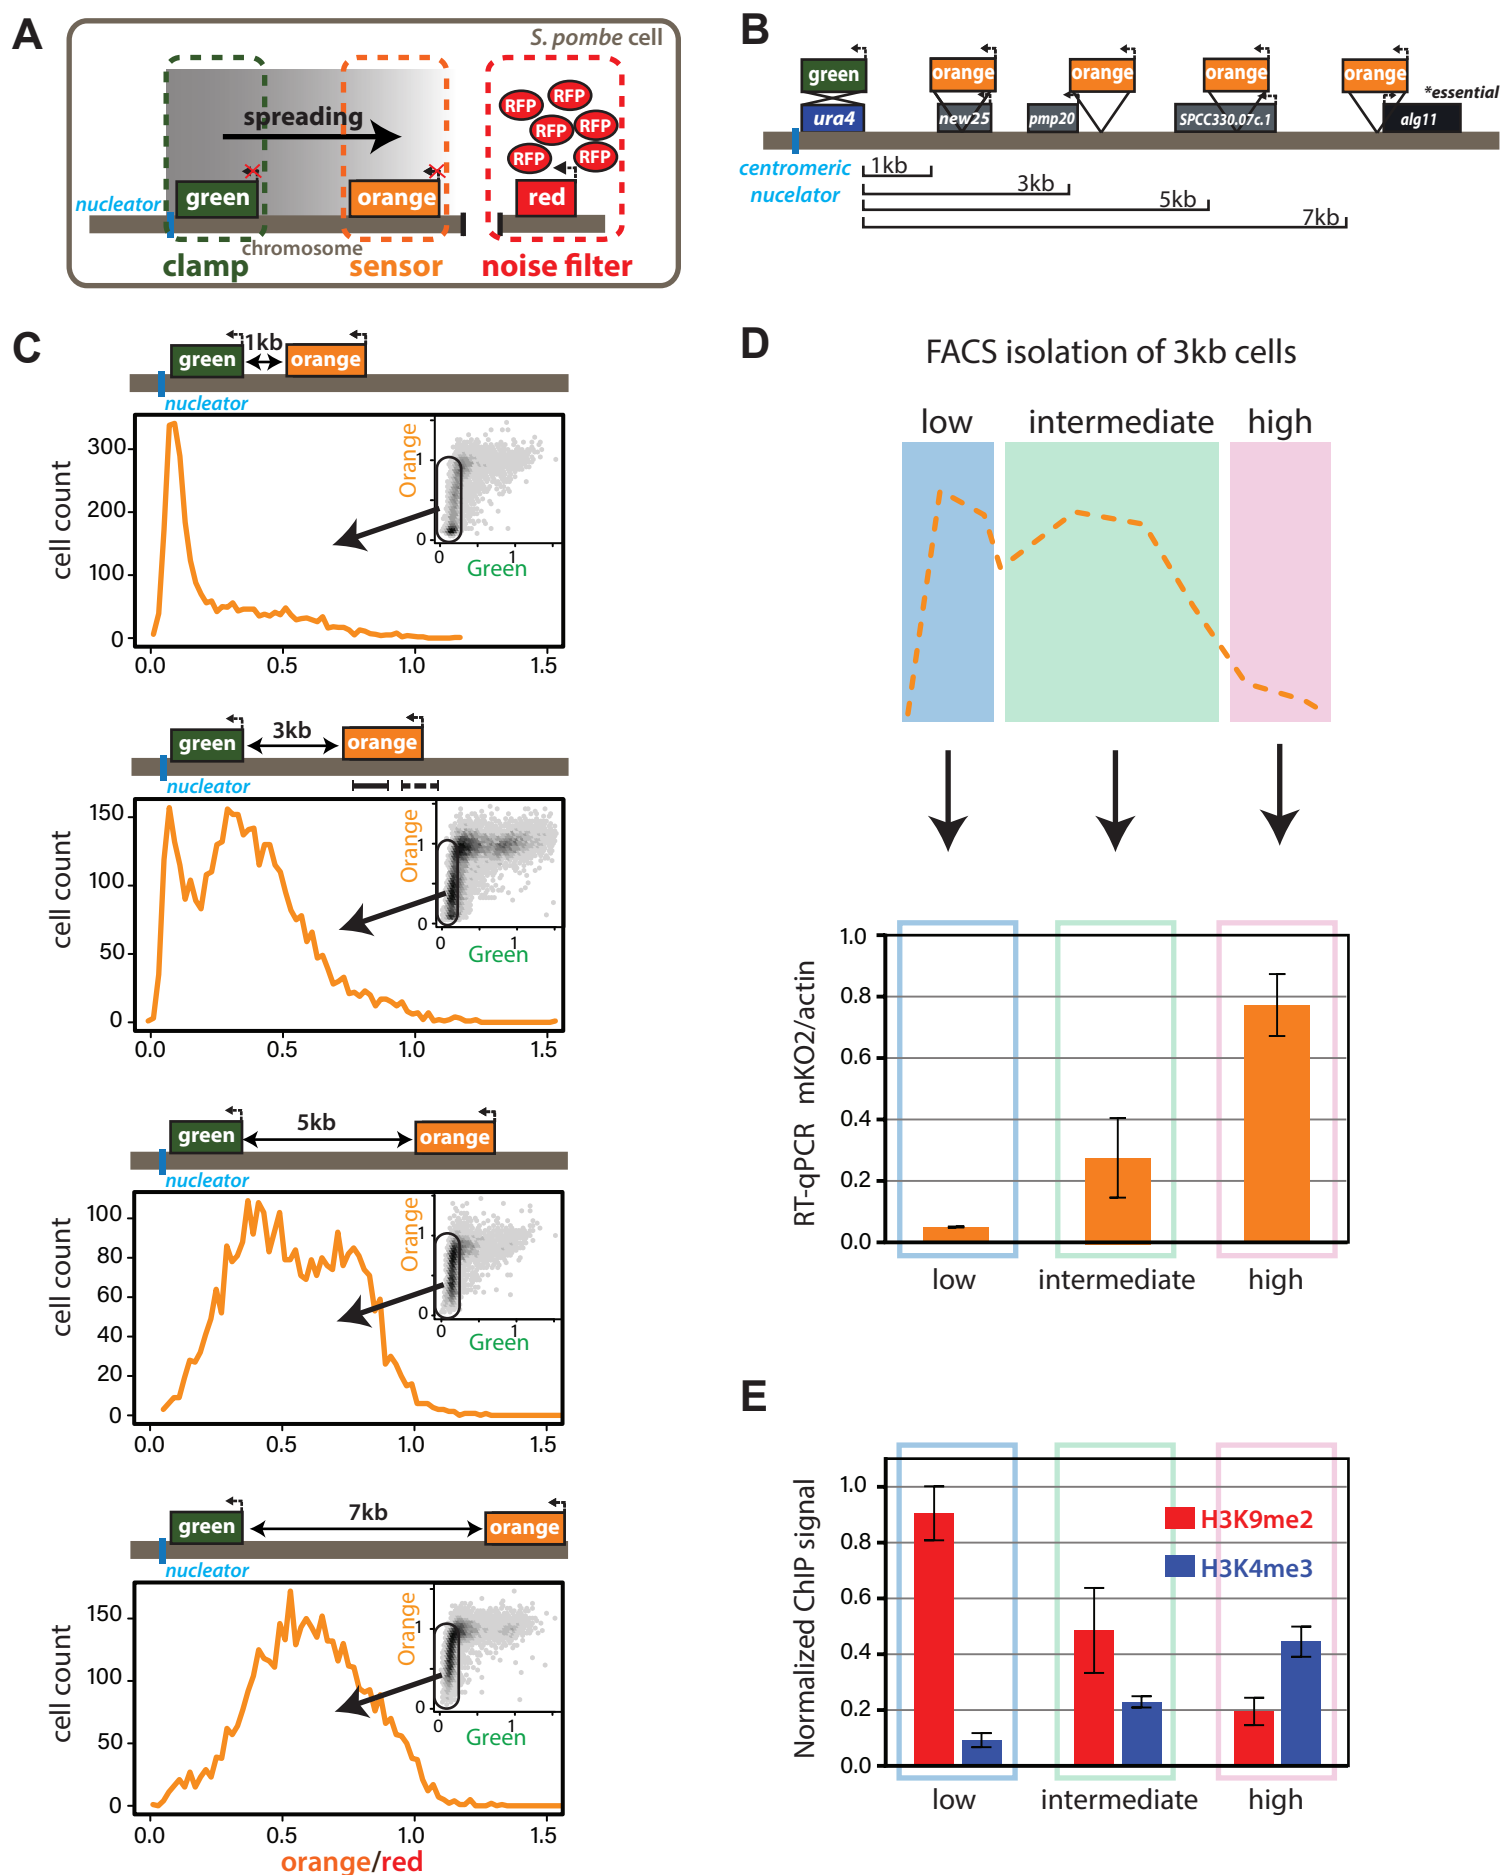 A
S. pombe cell
RFP
RFP
RFP
RFP
RFP
RFP
spreading
green
orange
red
nucleator
chromosome
clamp
sensor
noise filter
B
green
orange
orange
orange
orange
*essential
ura4
new25
pmp20
SPCC330.07c.1
alg11
centromeric
nucelator
1kb
3kb
5kb
7kb
C
green
1kb
orange
nucleator
cell count
300
200
100
0
0.0
0.5
1.0
1.5
Orange
1
0
0
1
Green
green
3kb
orange
nucleator
cell count
150
100
50
0
0.0
0.5
1.0
1.5
Orange
1
0
0
1
Green
green
5kb
orange
nucleator
cell count
100
80
60
40
20
0
0.0
0.5
1.0
1.5
Orange
1
0
0
1
Green
green
7kb
orange
nucleator
cell count
150
100
50
0
0.0
0.5
1.0
1.5
Orange
1
0
0
1
Green
orange/red
D
FACS isolation of 3kb cells
low
intermediate
high
RT-qPCR mKO2/actin
1.0
0.8
0.6
0.4
0.2
0.0
low
intermediate
high
E
Normalized ChIP signal
1.0
0.8
0.6
0.4
0.2
0.0
H3K9me2
H3K4me3
low
intermediate
high